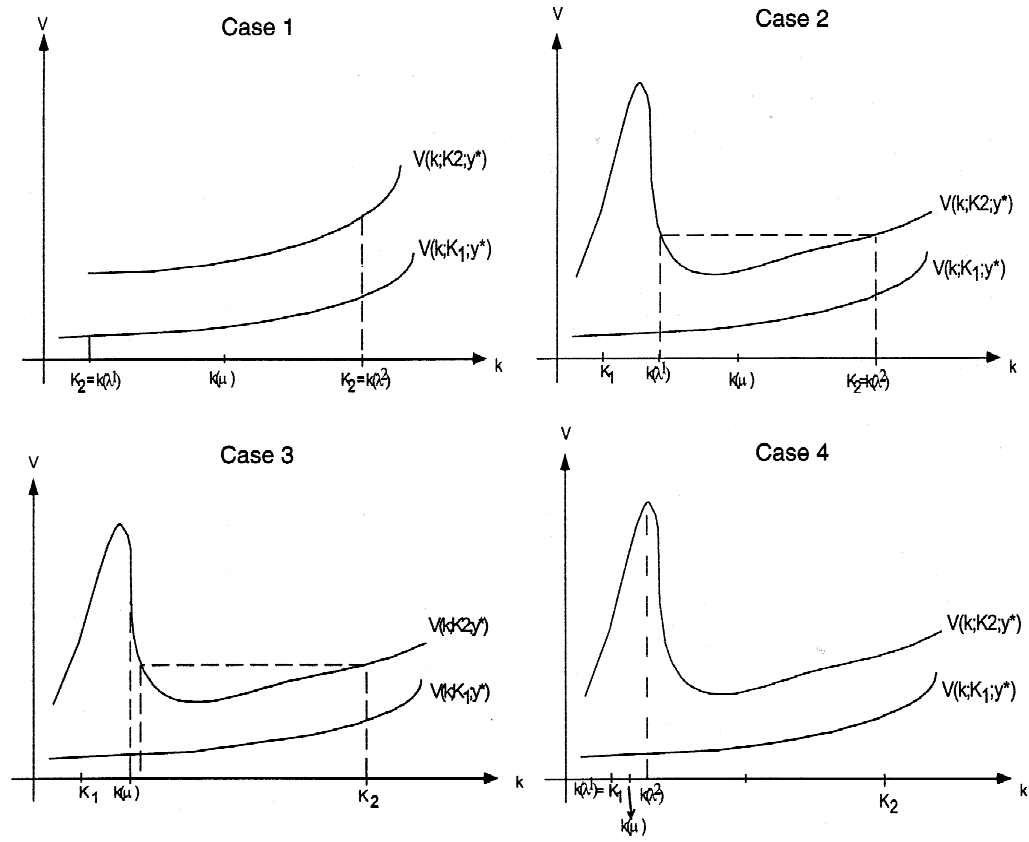 Case 1
V
V(k;K2;y*)
V(k;K₁;y*)
k
K₂=k(λ¹)
k(μ)
K₂=k(λ²)
Case 2
V
V(k;K2;y*)
V(k;K₁;y*)
k
K₁
k(λ¹)
k(μ)
K₂=k(λ²)
Case 3
V
V(k;K2;y*)
V(k;K₁;y*)
k
K₁
k(μ)
K₂
Case 4
V
V(k;K2;y*)
V(k;K₁;y*)
k
k(λ¹)=K₁
k(λ²)
K₂
k(μ)